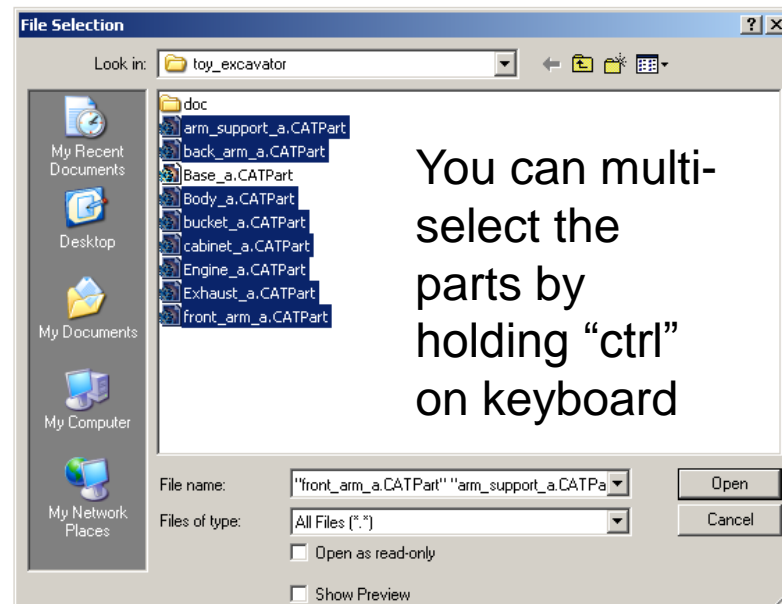 File Selection
Look in: toy_excavator
My Recent
Documents
Desktop
My Documents
My Computer
My Network
Places
doc
arm_support_a.CATPart
back_arm_a.CATPart
Base_a.CATPart
Body_a.CATPart
bucket_a.CATPart
cabinet_a.CATPart
Engine_a.CATPart
Exhaust_a.CATPart
front_arm_a.CATPart
You can multi-
select the
parts by
holding “ctrl”
on keyboard
File name: "front_arm_a.CATPart" "arm_support_a.CATPa Open
Files of type: All Files (*.*) Cancel
Open as read-only
Show Preview